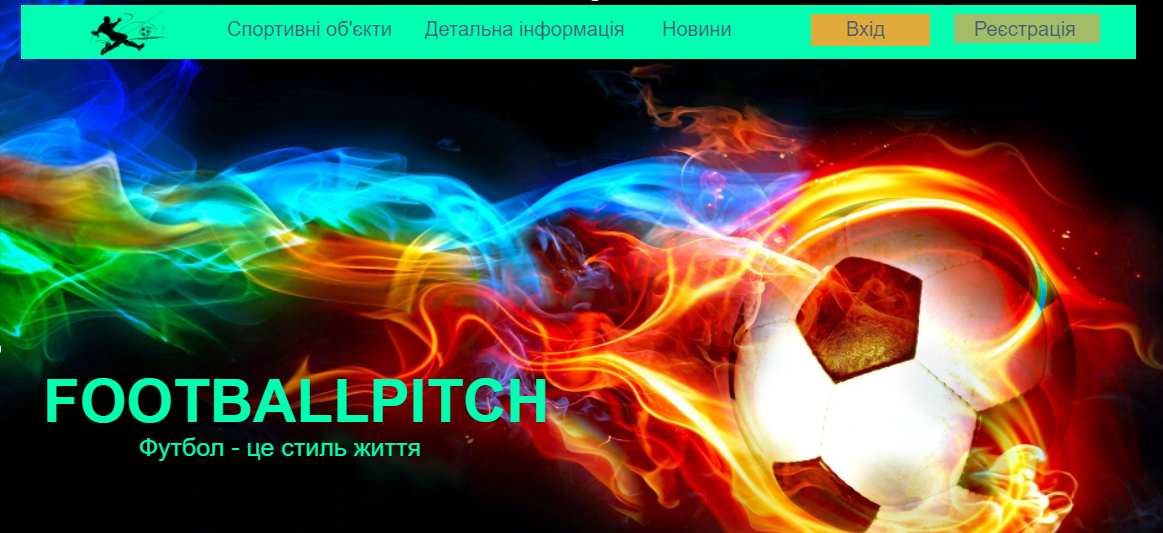 Спортивні об'єкти Детальна інформація Новини Вхід Реєстрація
FOOTBALLPITCH
Футбол - це стиль життя